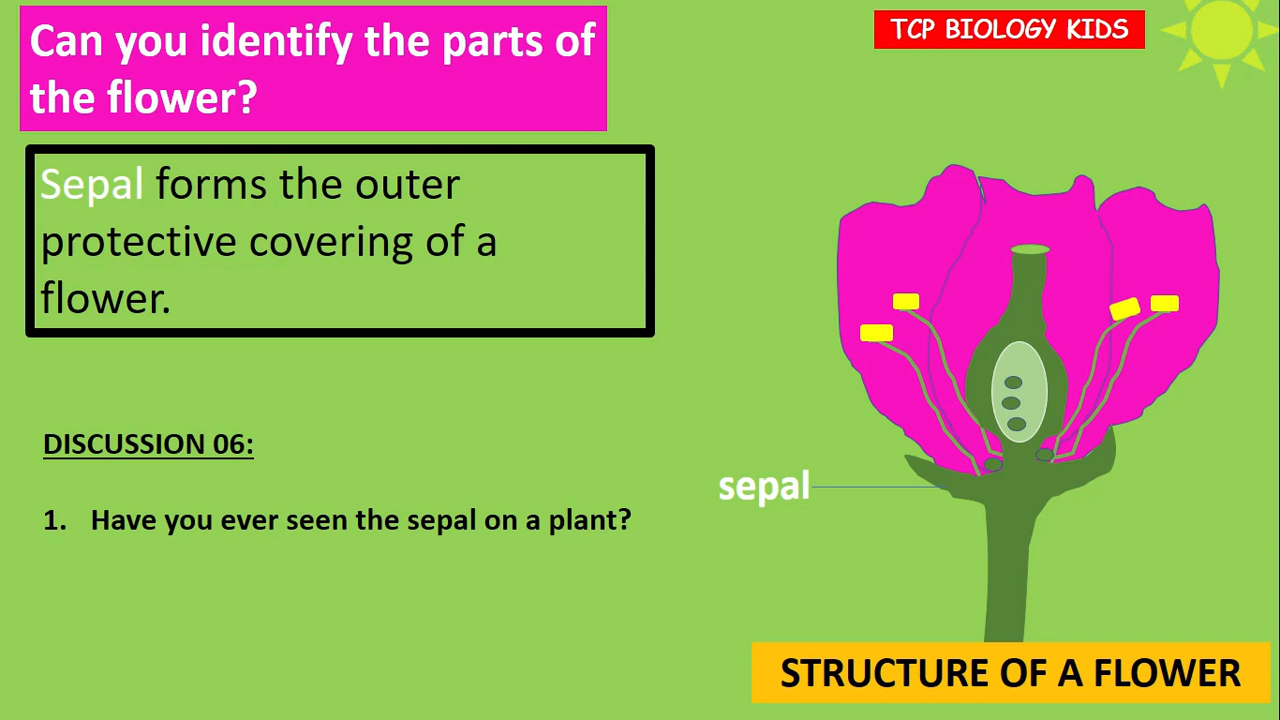 Can you identify the parts of
the flower?
TCP BIOLOGY KIDS
Sepal forms the outer
protective covering of a
flower.
DISCUSSION 06:
1. Have you ever seen the sepal on a plant?
sepal
STRUCTURE OF A FLOWER